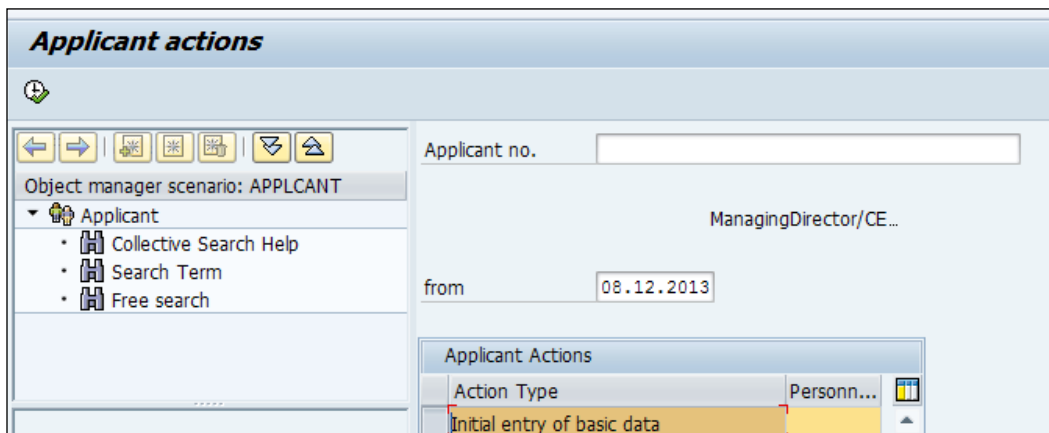 Applicant actions
Applicant no.
Object manager scenario: APPLCANT
Applicant
Collective Search Help
Search Term
Free search
ManagingDirector/CE...
from 08.12.2013
Applicant Actions
Action Type Personn...
Initial entry of basic data